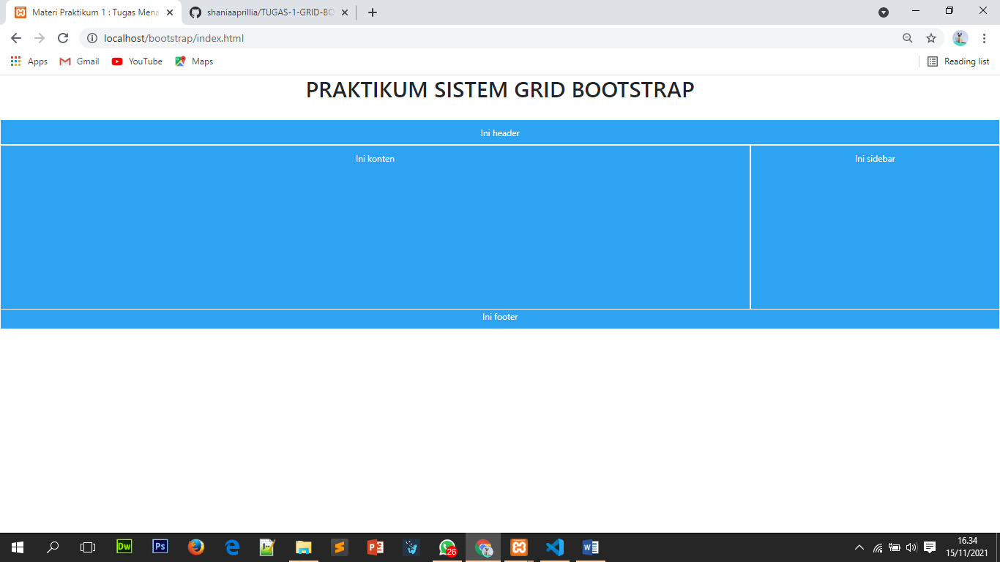 Materi Praktikum 1 : Tugas Mena
shaniaaprillia/TUGAS-1-GRID-BO
localhost/bootstrap/index.html
Apps Gmail YouTube Maps Reading list
PRAKTIKUM SISTEM GRID BOOTSTRAP
Ini header
Ini konten Ini sidebar
Ini footer
Dw Ps 26
16.34
15/11/2021